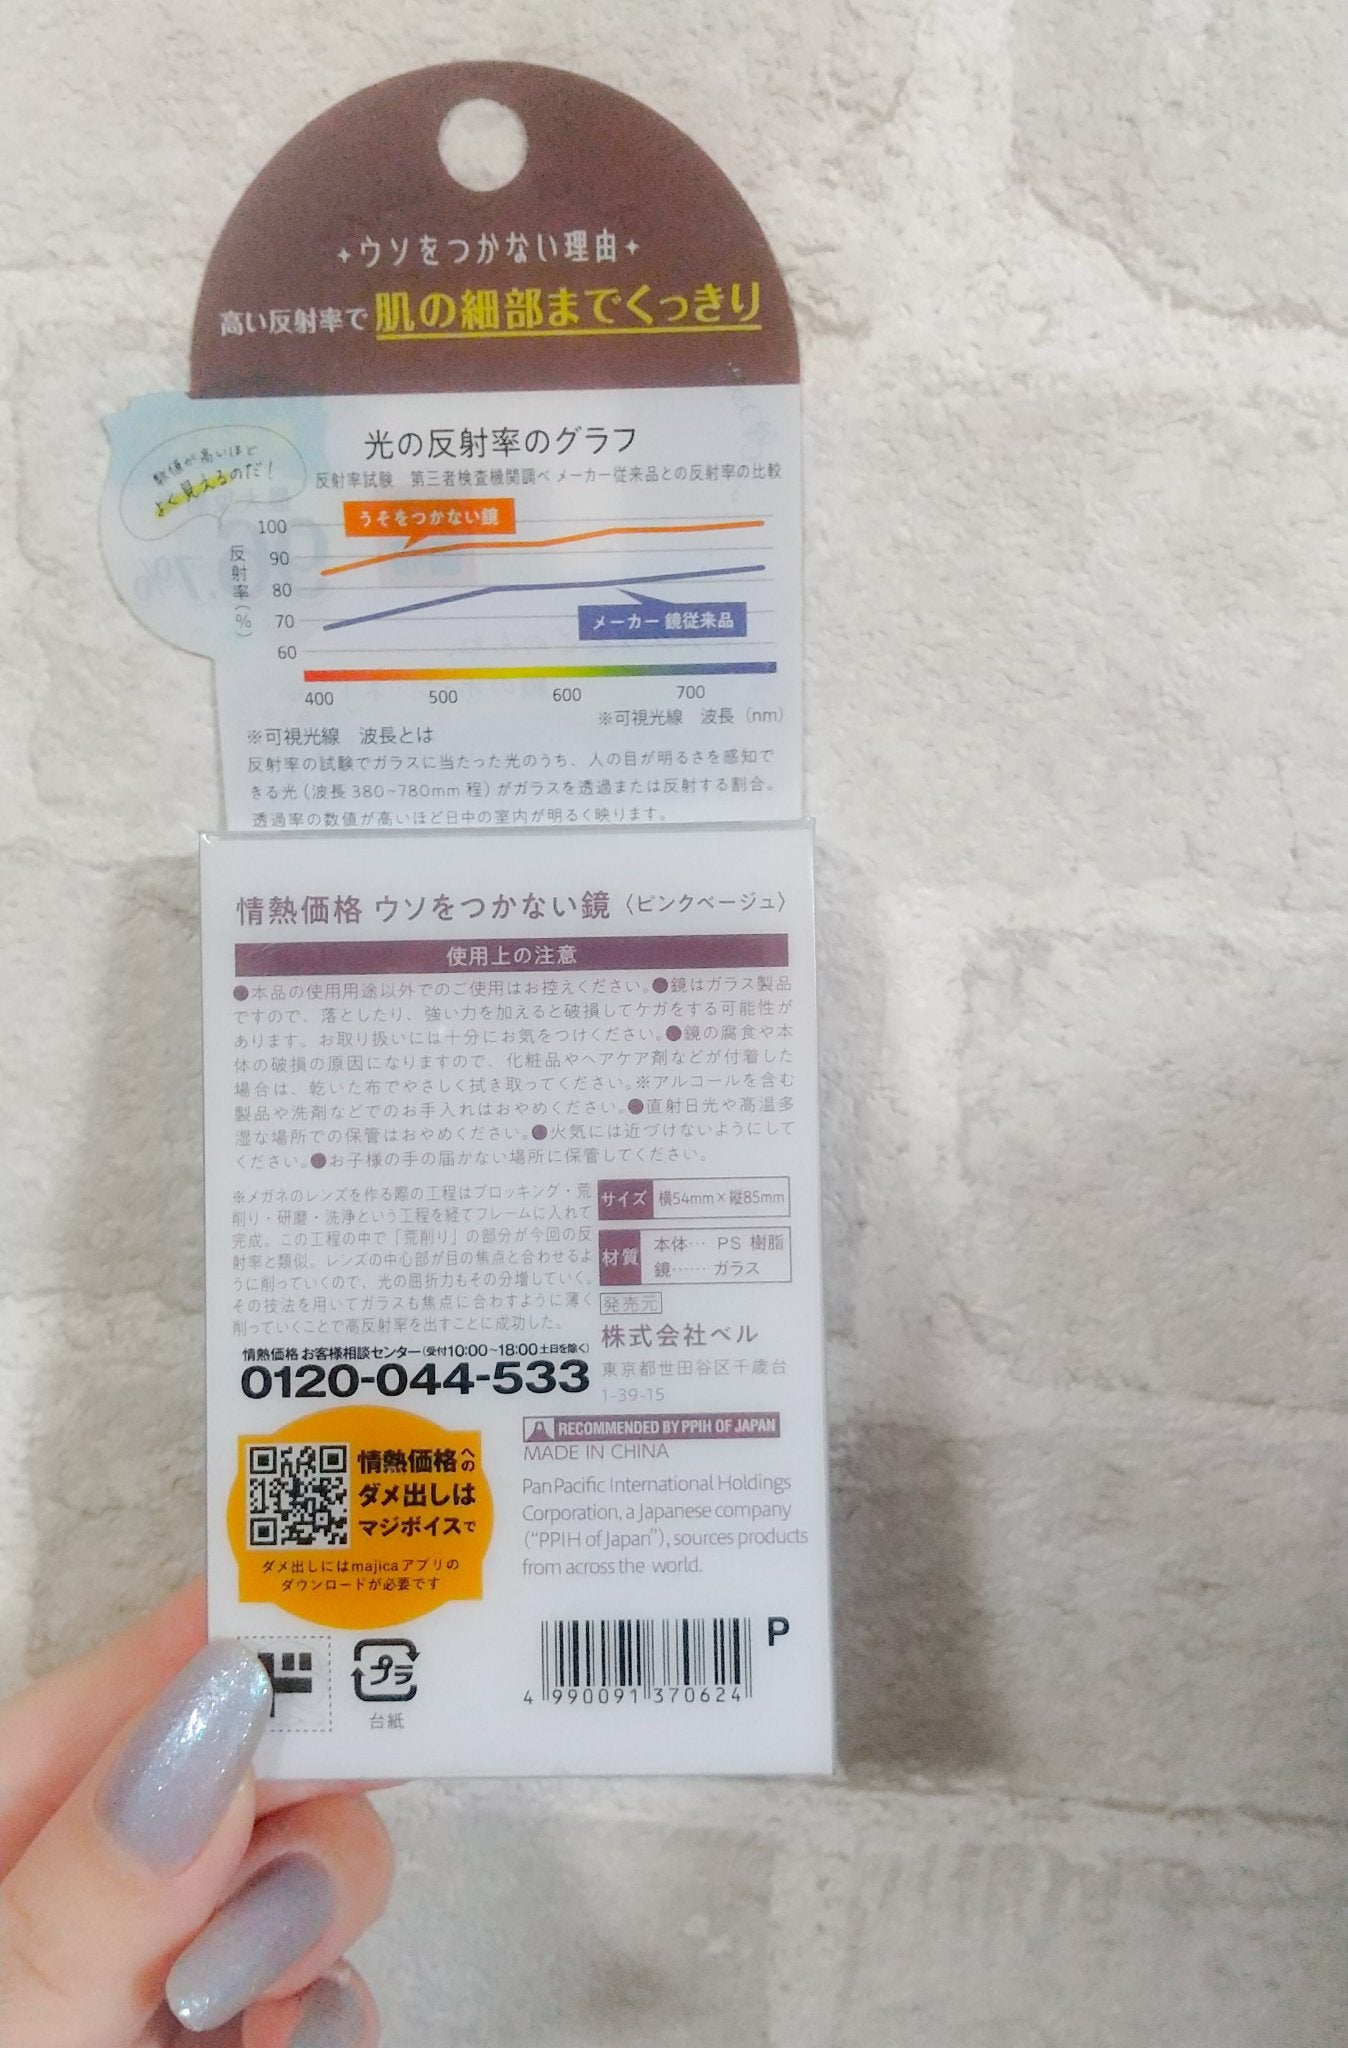 ウソをつかない理由
高い反射率で肌の細部までくっきり
数値が高いほど
よく見えるのだ！
光の反射率のグラフ
反射率試験　第三者検査機関調べ メーカー従来品との反射率の比較
うそをつかない鏡
メーカー 鏡従来品
反射率（%）
100
90
80
70
60
400 500 600 700
※可視光線　波長（nm）
※可視光線　波長とは
反射率の試験でガラスに当たった光のうち、人の目が明るさを感知で
きる光（波長 380-780mm 程）がガラスを透過または反射する割合。
透過率の数値が高いほど日中の室内が明るく映ります。
情熱価格 ウソをつかない鏡〈ピンクベージュ〉
使用上の注意
●本品の使用用途以外でのご使用はお控えください。●鏡はガラス製品
ですので、落としたり、強い力を加えると破損してケガをする可能性が
あります。お取り扱いには十分にお気をつけください。●鏡の腐食や本
体の破損の原因になりますので、化粧品やヘアケア剤などが付着した
場合は、乾いた布でやさしく拭き取ってください。※アルコールを含む
製品や洗剤などでのお手入れはおやめください。●直射日光や高温多
湿な場所での保管はおやめください。●火気には近づけないようにして
ください。●お子様の手の届かない場所に保管してください。
※メガネのレンズを作る際の工程はブロッキング・荒
削り・研磨・洗浄という工程を経てフレームに入れて
完成。この工程の中で「荒削り」の部分が今回の反
射率と類似。レンズの中心部が目の焦点と合わせるよ
うに削っていくので、光の屈折力もその分増していく。
その技法を用いてガラスも焦点に合わすように薄く
削っていくことで高反射率を出すことに成功した。
サイズ 横54mm×縦85mm
材質 本体… PS 樹脂
鏡…… ガラス
発売元
株式会社ベル
東京都世田谷区千歳台
1-39-15
情熱価格 お客様相談センター（受付10:00~18:00土日を除く）
0120-044-533
情熱価格への
ダメ出しは
マジボイスで
ダメ出しにはmajicaアプリの
ダウンロードが必要です
RECOMMENDED BY PPIH OF JAPAN
MADE IN CHINA
Pan Pacific International Holdings
Corporation, a Japanese company
("PPIH of Japan"), sources products
from across the world.
プラ
台紙
P
4 990091 370624